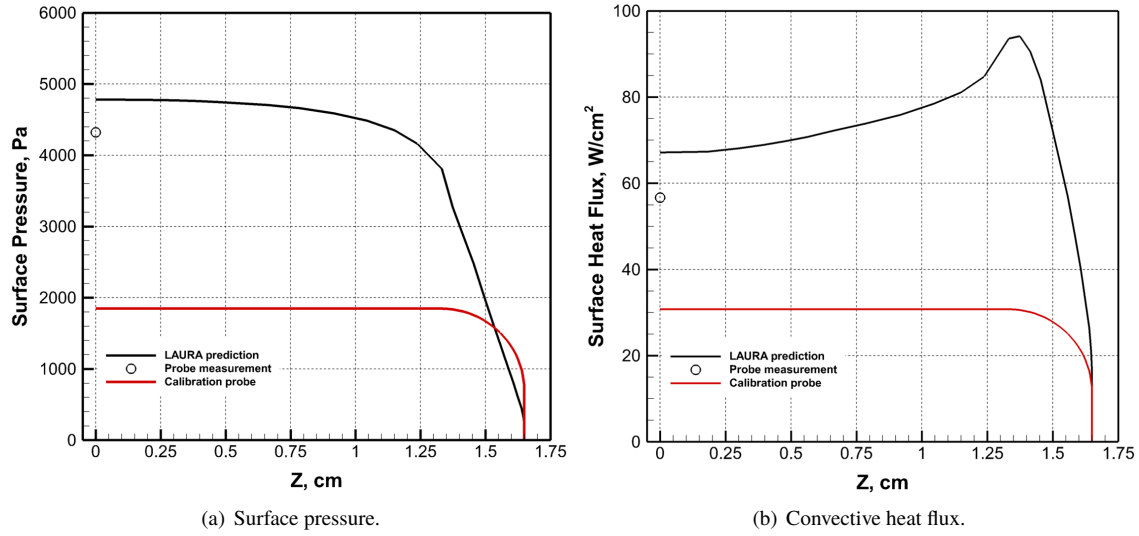 6000
5000
4000
3000
2000
1000
0
Surface Pressure, Pa
LAURA prediction
Probe measurement
Calibration probe
0 0.25 0.5 0.75 1 1.25 1.5 1.75
Z, cm
(a) Surface pressure.
100
80
60
40
20
0
Surface Heat Flux, W/cm²
LAURA prediction
Probe measurement
Calibration probe
0 0.25 0.5 0.75 1 1.25 1.5 1.75
Z, cm
(b) Convective heat flux.